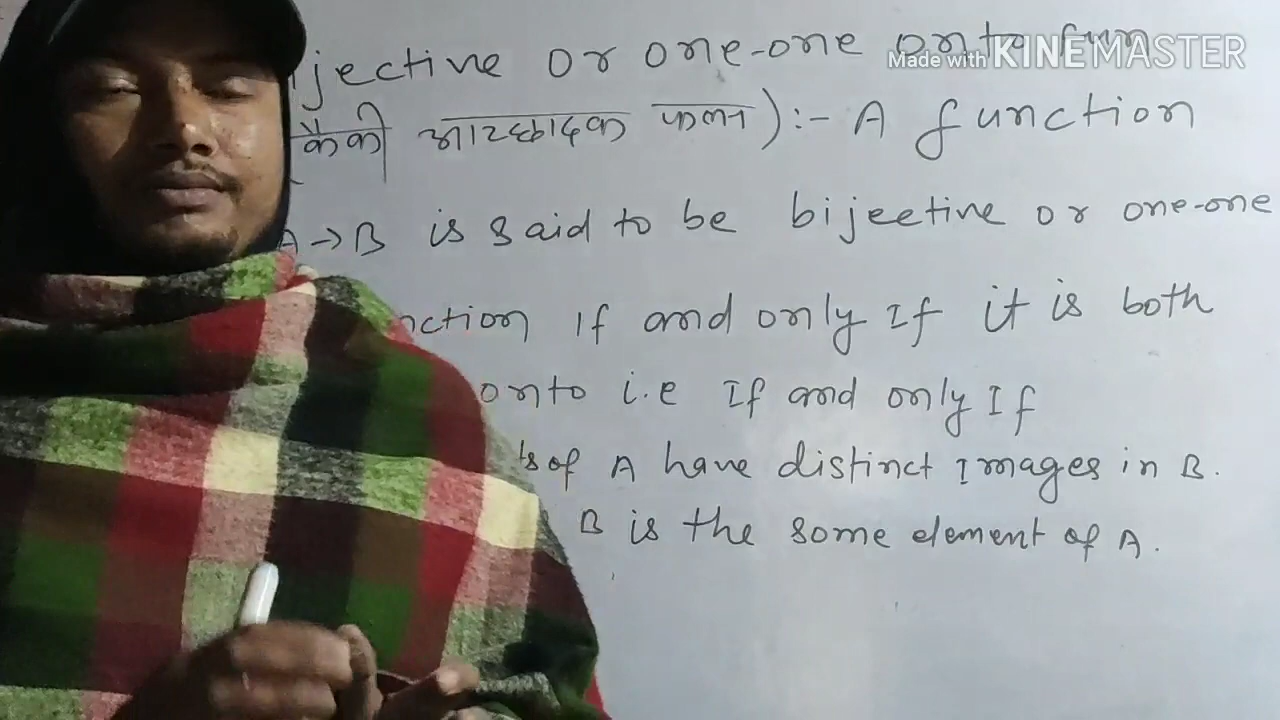 jective or one-one onto fun
Made with KINEMASTER
कैकी आच्छादक फलन) :- A function
A → B is said to be bijective or one-one
nction If and only If it is both
onto i.e If and only If
ts of A have distinct Images in B.
B is the some element of A.